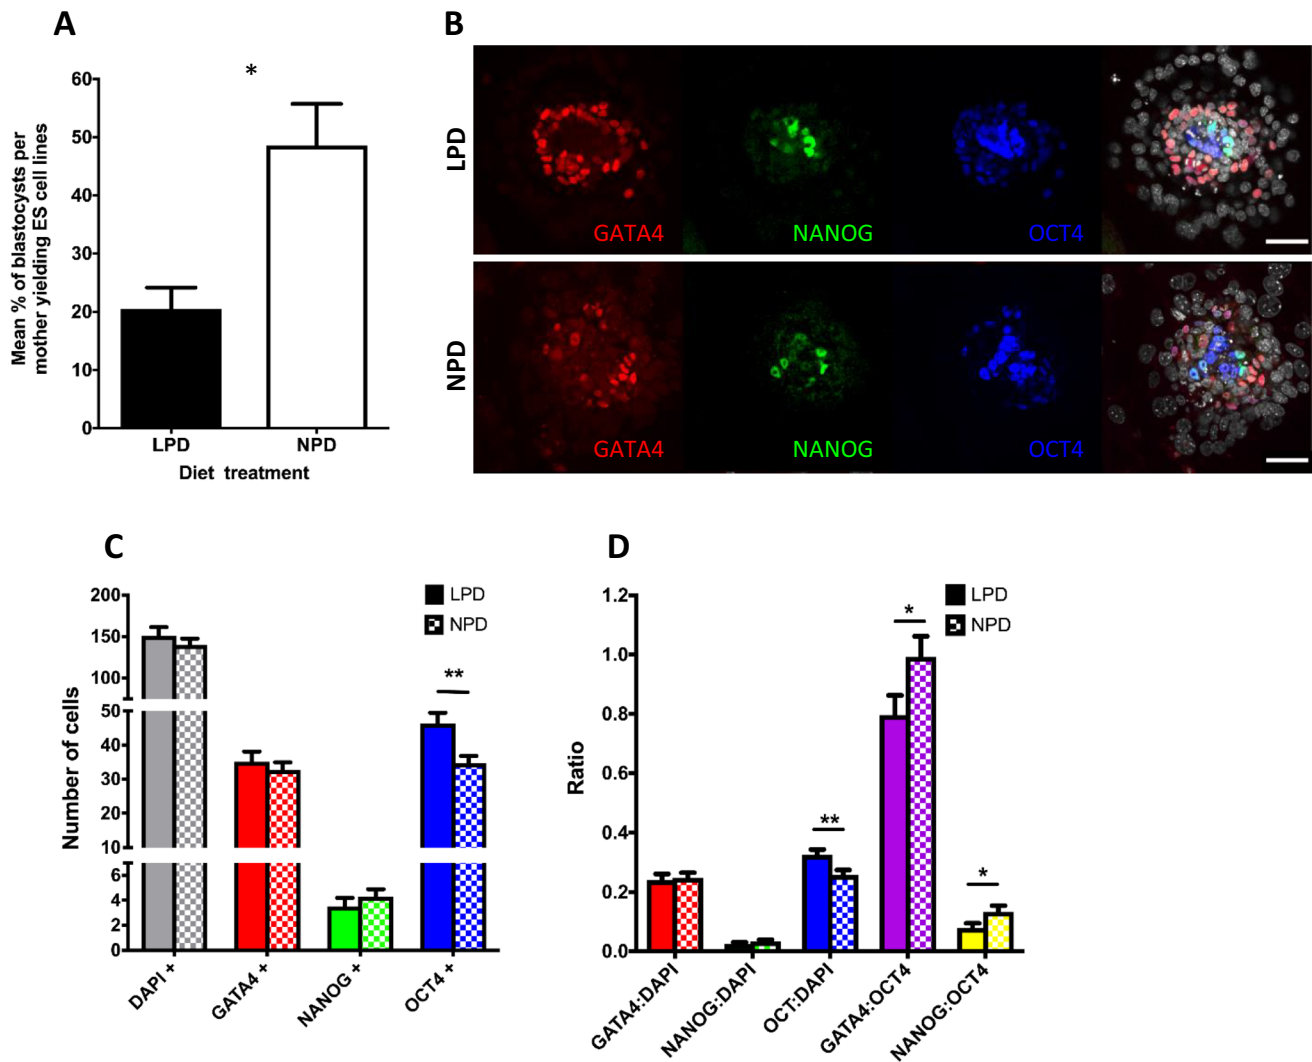 A
Mean % of blastocysts per
mother yielding ES cell lines
60
50
40
30
20
10
0
*
LPD
NPD
Diet treatment
B
LPD
GATA4
NANOG
OCT4
NPD
GATA4
NANOG
OCT4
C
Number of cells
200
150
100
50
40
30
20
10
6
4
2
0
LPD
NPD
**
DAPI +
GATA4 +
NANOG +
OCT4 +
D
Ratio
1.2
1.0
0.8
0.6
0.4
0.2
0.0
LPD
NPD
**
*
*
GATA4:DAPI
NANOG:DAPI
OCT:DAPI
GATA4:OCT4
NANOG:OCT4